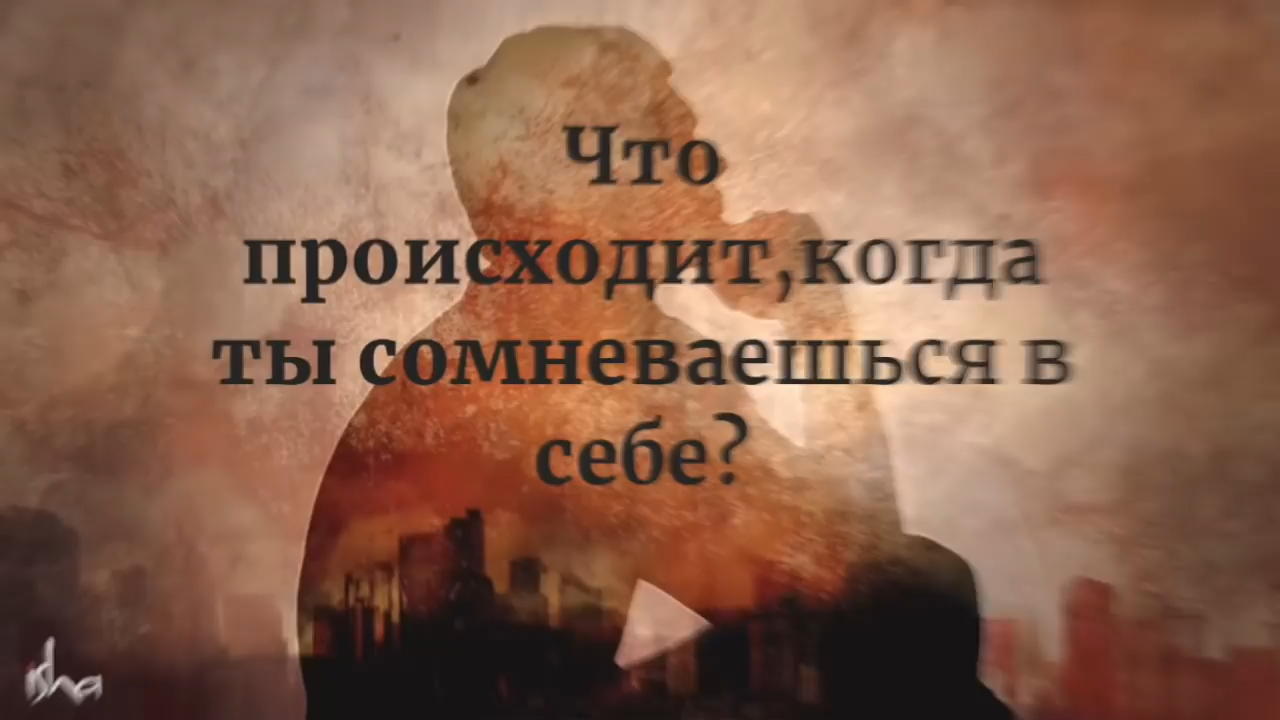 Что
происходит,когда
ты сомневаешься в
себе?
isha